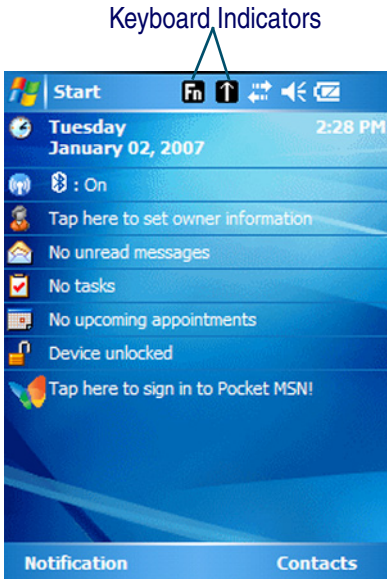 Keyboard Indicators
Start Fn
Tuesday 2:28 PM
January 02, 2007
: On
Tap here to set owner information
No unread messages
No tasks
No upcoming appointments
Device unlocked
Tap here to sign in to Pocket MSN!
Notification Contacts